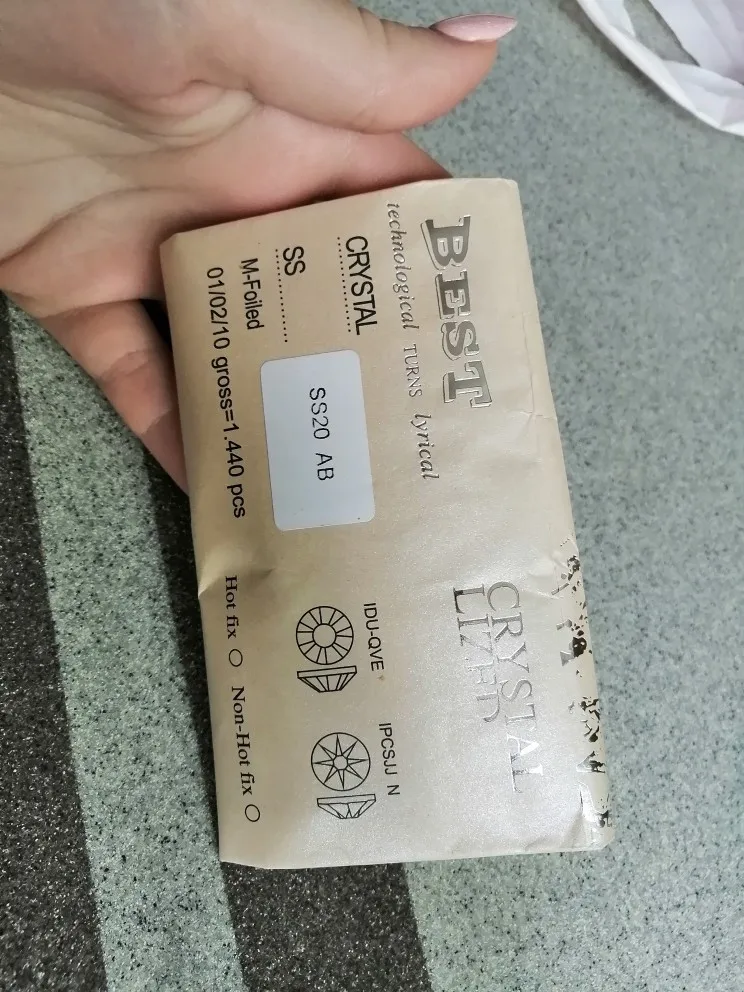 BEST
technological TURNS lyrical
CRYSTAL
LIZED
CRYSTAL..........
SS.............
SS20 AB
M-Foiled
01/02/10 gross=1.440 pcs
IDU-QVE
IPCSJJ N
Hot fix ○ Non-Hot fix ○